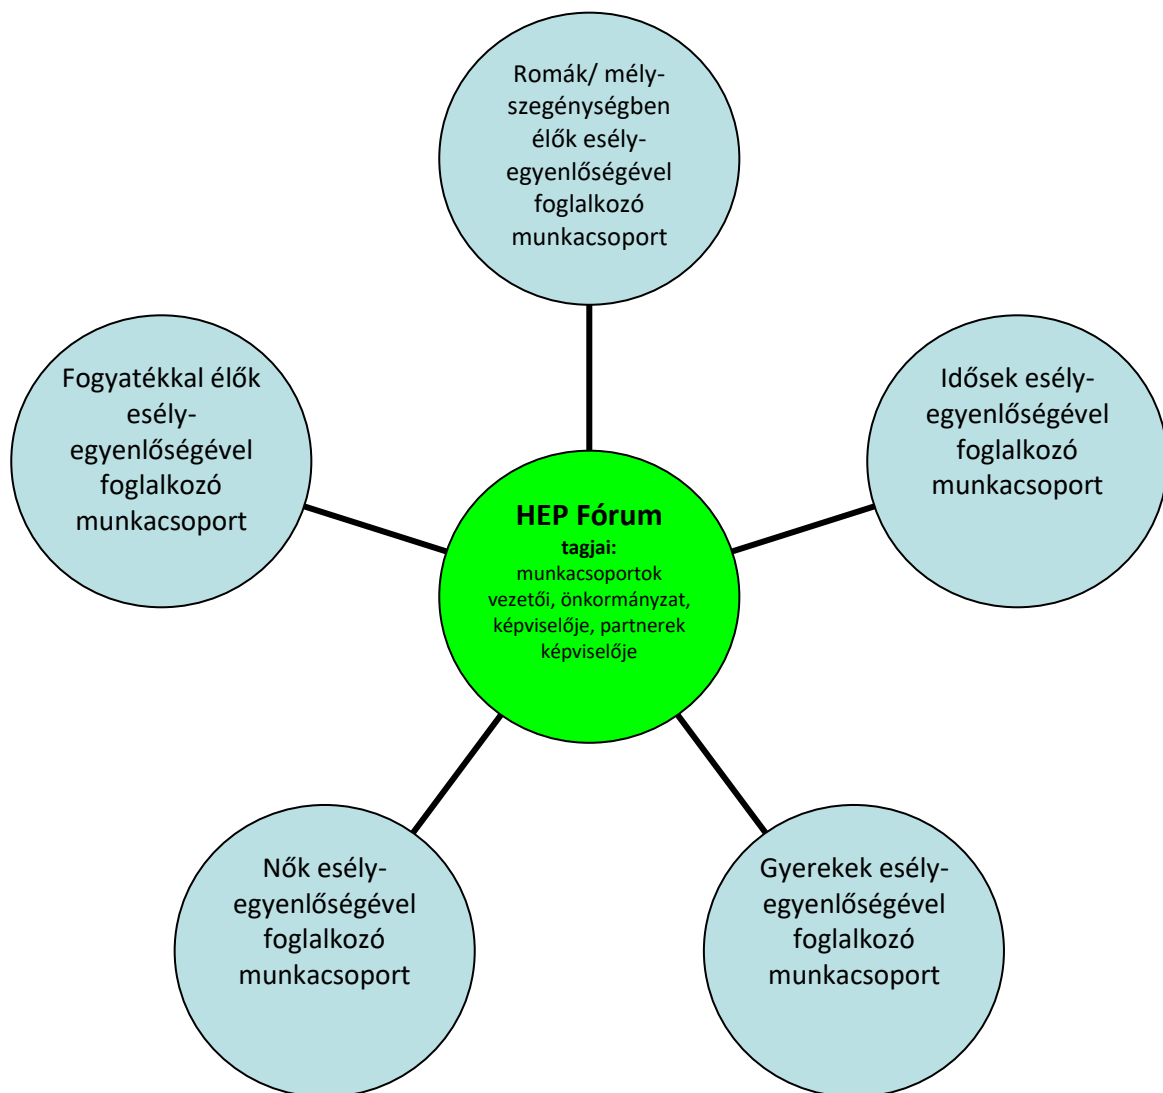 Romák/ mély-
szegénységben
élők esély-
egyenlőségével
foglalkozó
munkacsoport
Fogyatékkal élők
esély-
egyenlőségével
foglalkozó
munkacsoport
Idősek esély-
egyenlőségével
foglalkozó
munkacsoport
HEP Fórum
tagjai:
munkacsoportok
vezetői, önkormányzat,
képviselője, partnerek
képviselője
Nők esély-
egyenlőségével
foglalkozó
munkacsoport
Gyerekek esély-
egyenlőségével
foglalkozó
munkacsoport